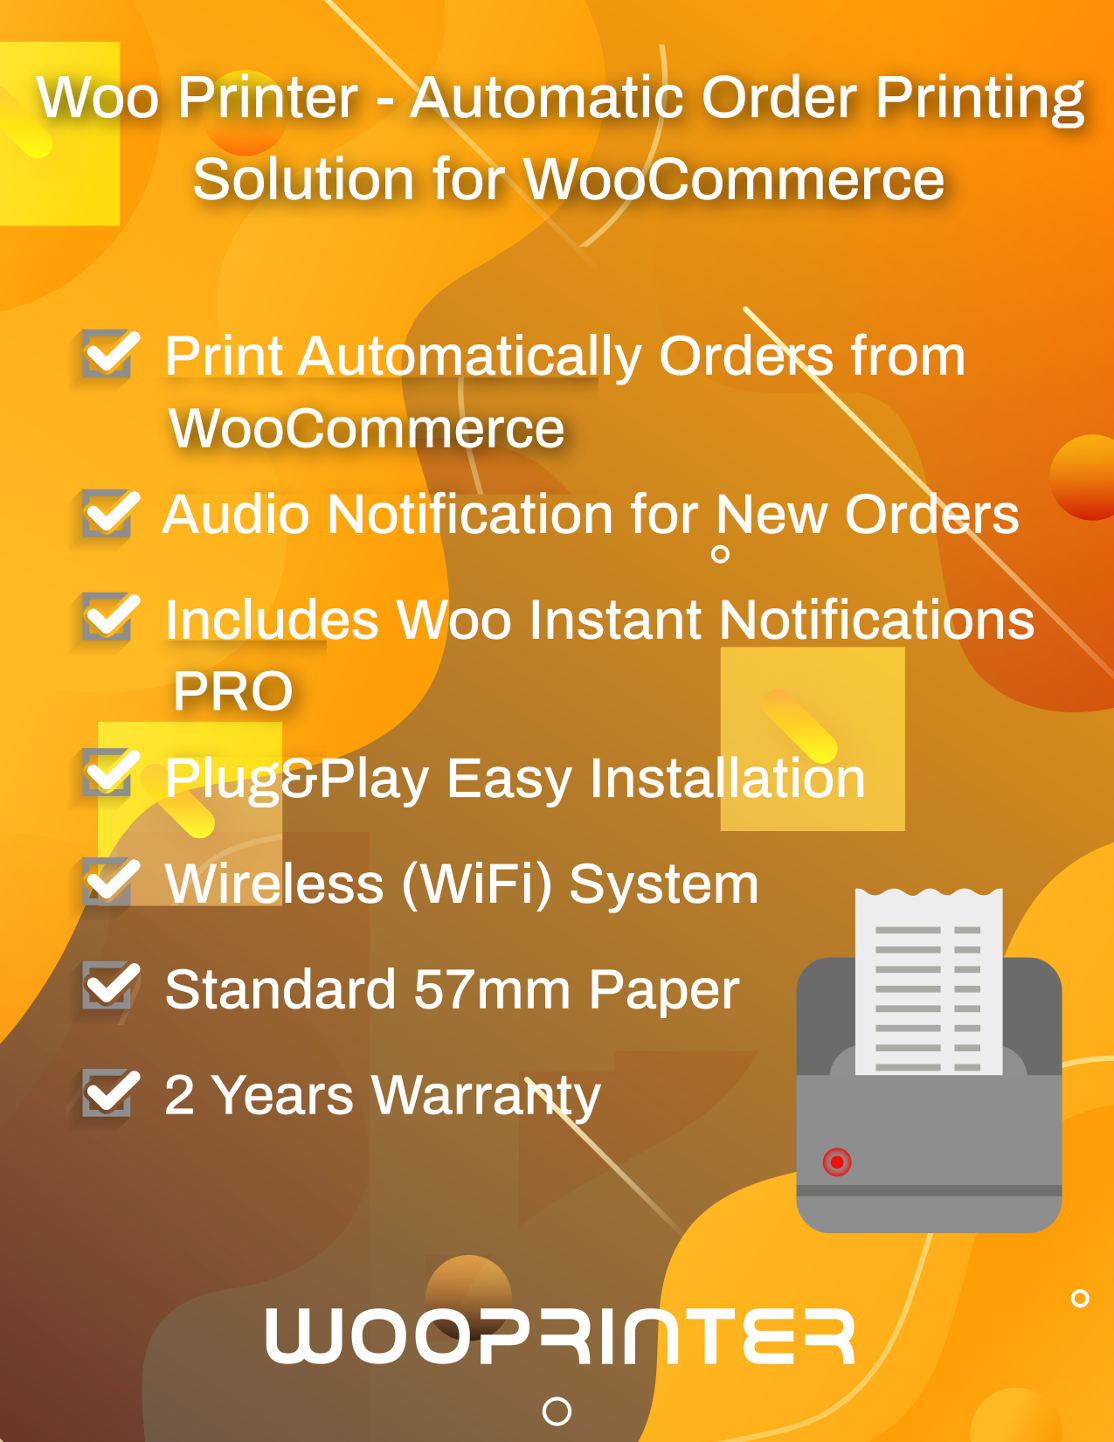 Woo Printer - Automatic Order Printing
Solution for WooCommerce
Print Automatically Orders from
WooCommerce
Audio Notification for New Orders
Includes Woo Instant Notifications
PRO
Plug&Play Easy Installation
Wireless (WiFi) System
Standard 57mm Paper
2 Years Warranty
WOOPRINTER